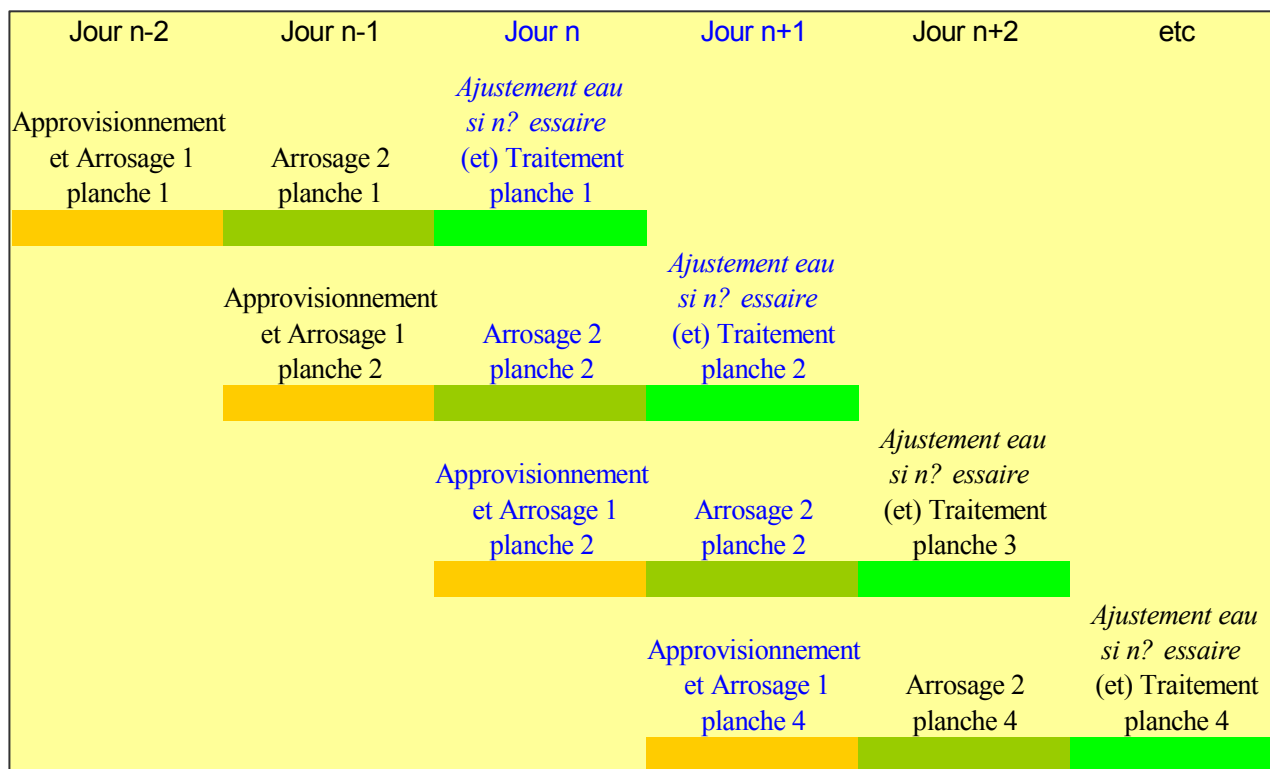 Jour n-2 Jour n-1 Jour n Jour n+1 Jour n+2 etc
Approvisionnement
et Arrosage 1
planche 1
Arrosage 2
planche 1
Ajustement eau
si n? essaire
(et) Traitement
planche 1
Approvisionnement
et Arrosage 1
planche 2
Arrosage 2
planche 2
Ajustement eau
si n? essaire
(et) Traitement
planche 2
Approvisionnement
et Arrosage 1
planche 2
Arrosage 2
planche 2
Ajustement eau
si n? essaire
(et) Traitement
planche 3
Approvisionnement
et Arrosage 1
planche 4
Arrosage 2
planche 4
Ajustement eau
si n? essaire
(et) Traitement
planche 4